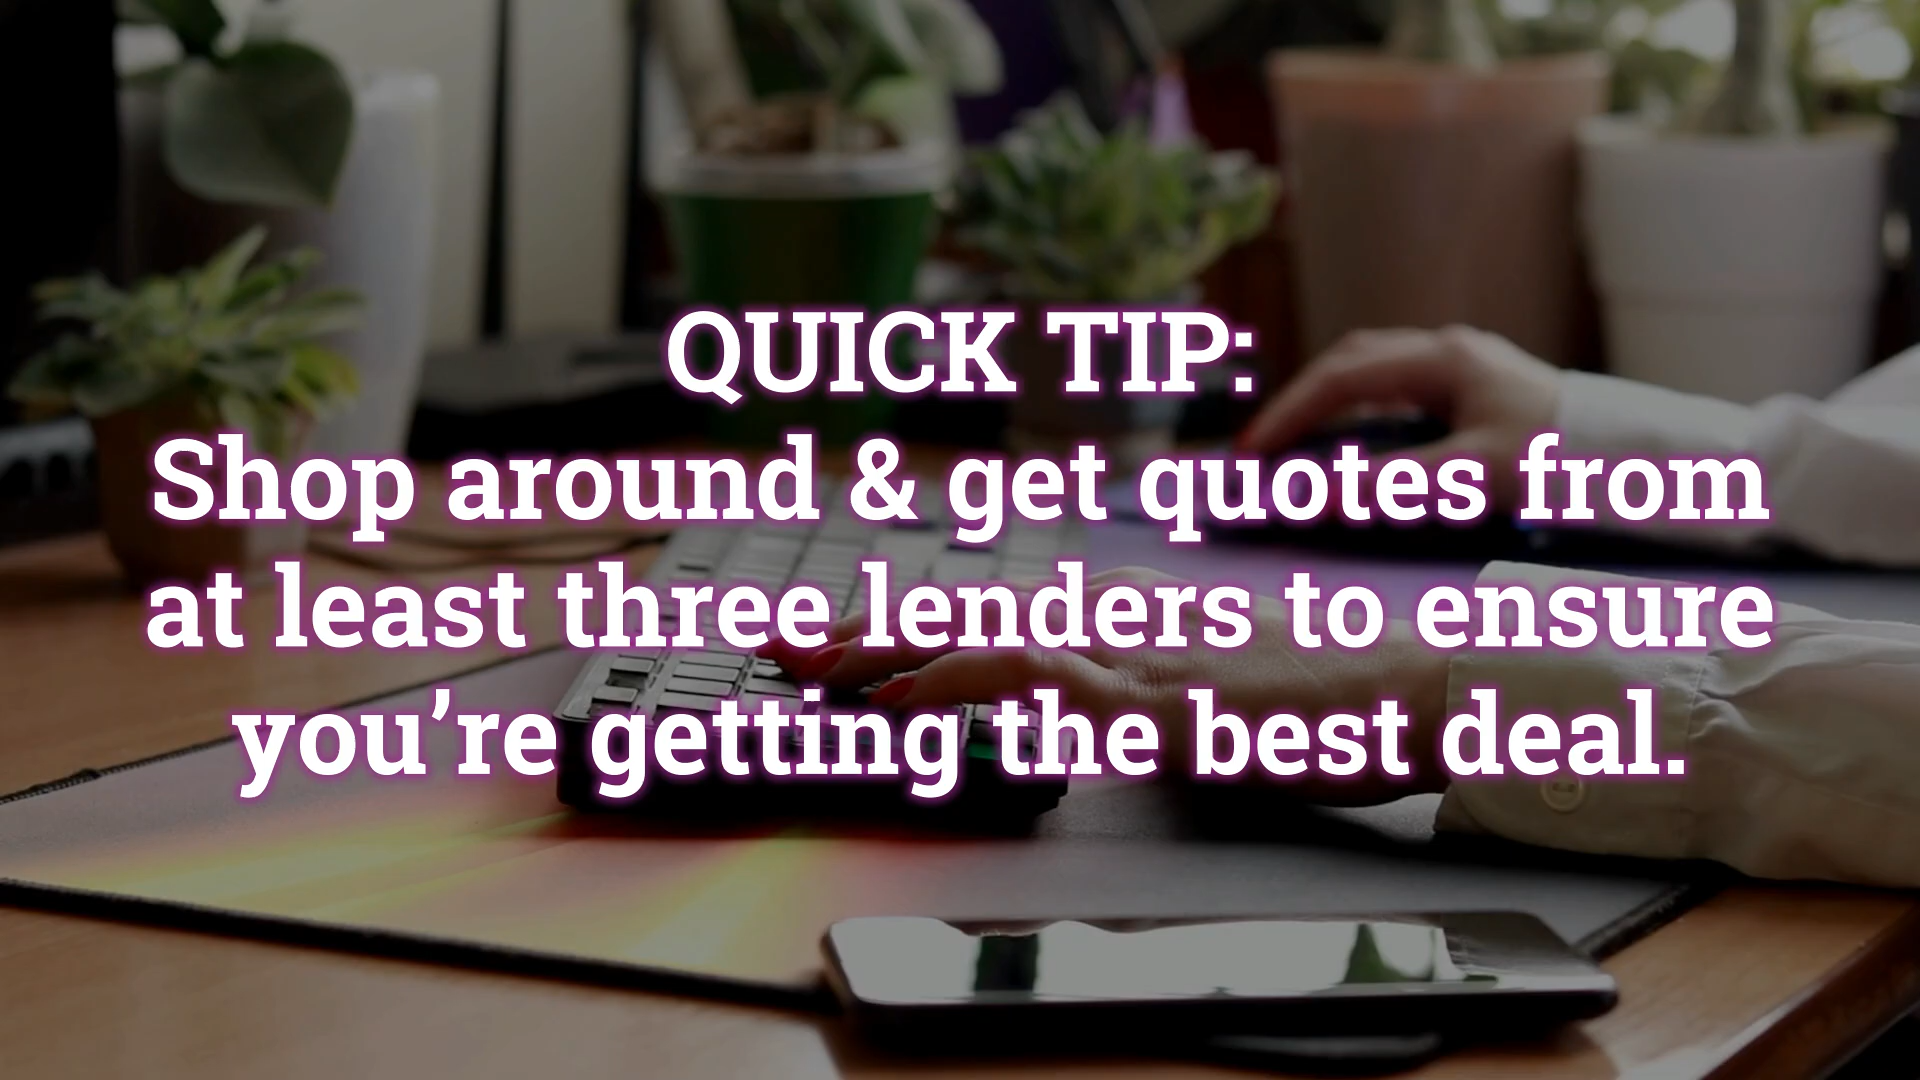 QUICK TIP:
Shop around & get quotes from
at least three lenders to ensure
you’re getting the best deal.